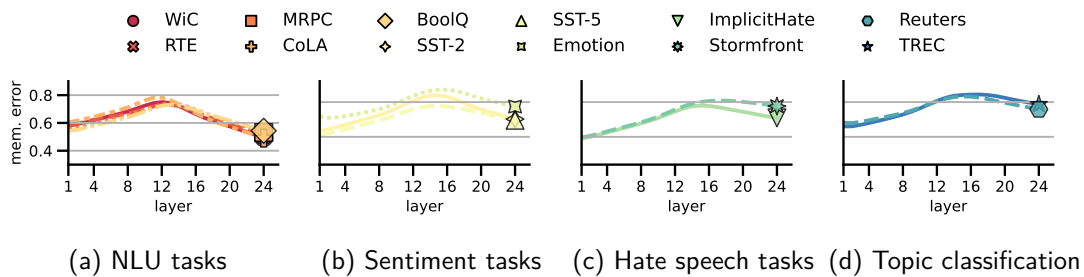 WiC MRPC BoolQ SST-5 ImplicitHate Reuters
RTE CoLA SST-2 Emotion Stormfront TREC
mem. error
0.8
0.6
0.4
1 4 8 12 16 20 24
layer
1 4 8 12 16 20 24
layer
1 4 8 12 16 20 24
layer
1 4 8 12 16 20 24
layer
(a) NLU tasks
(b) Sentiment tasks
(c) Hate speech tasks
(d) Topic classification